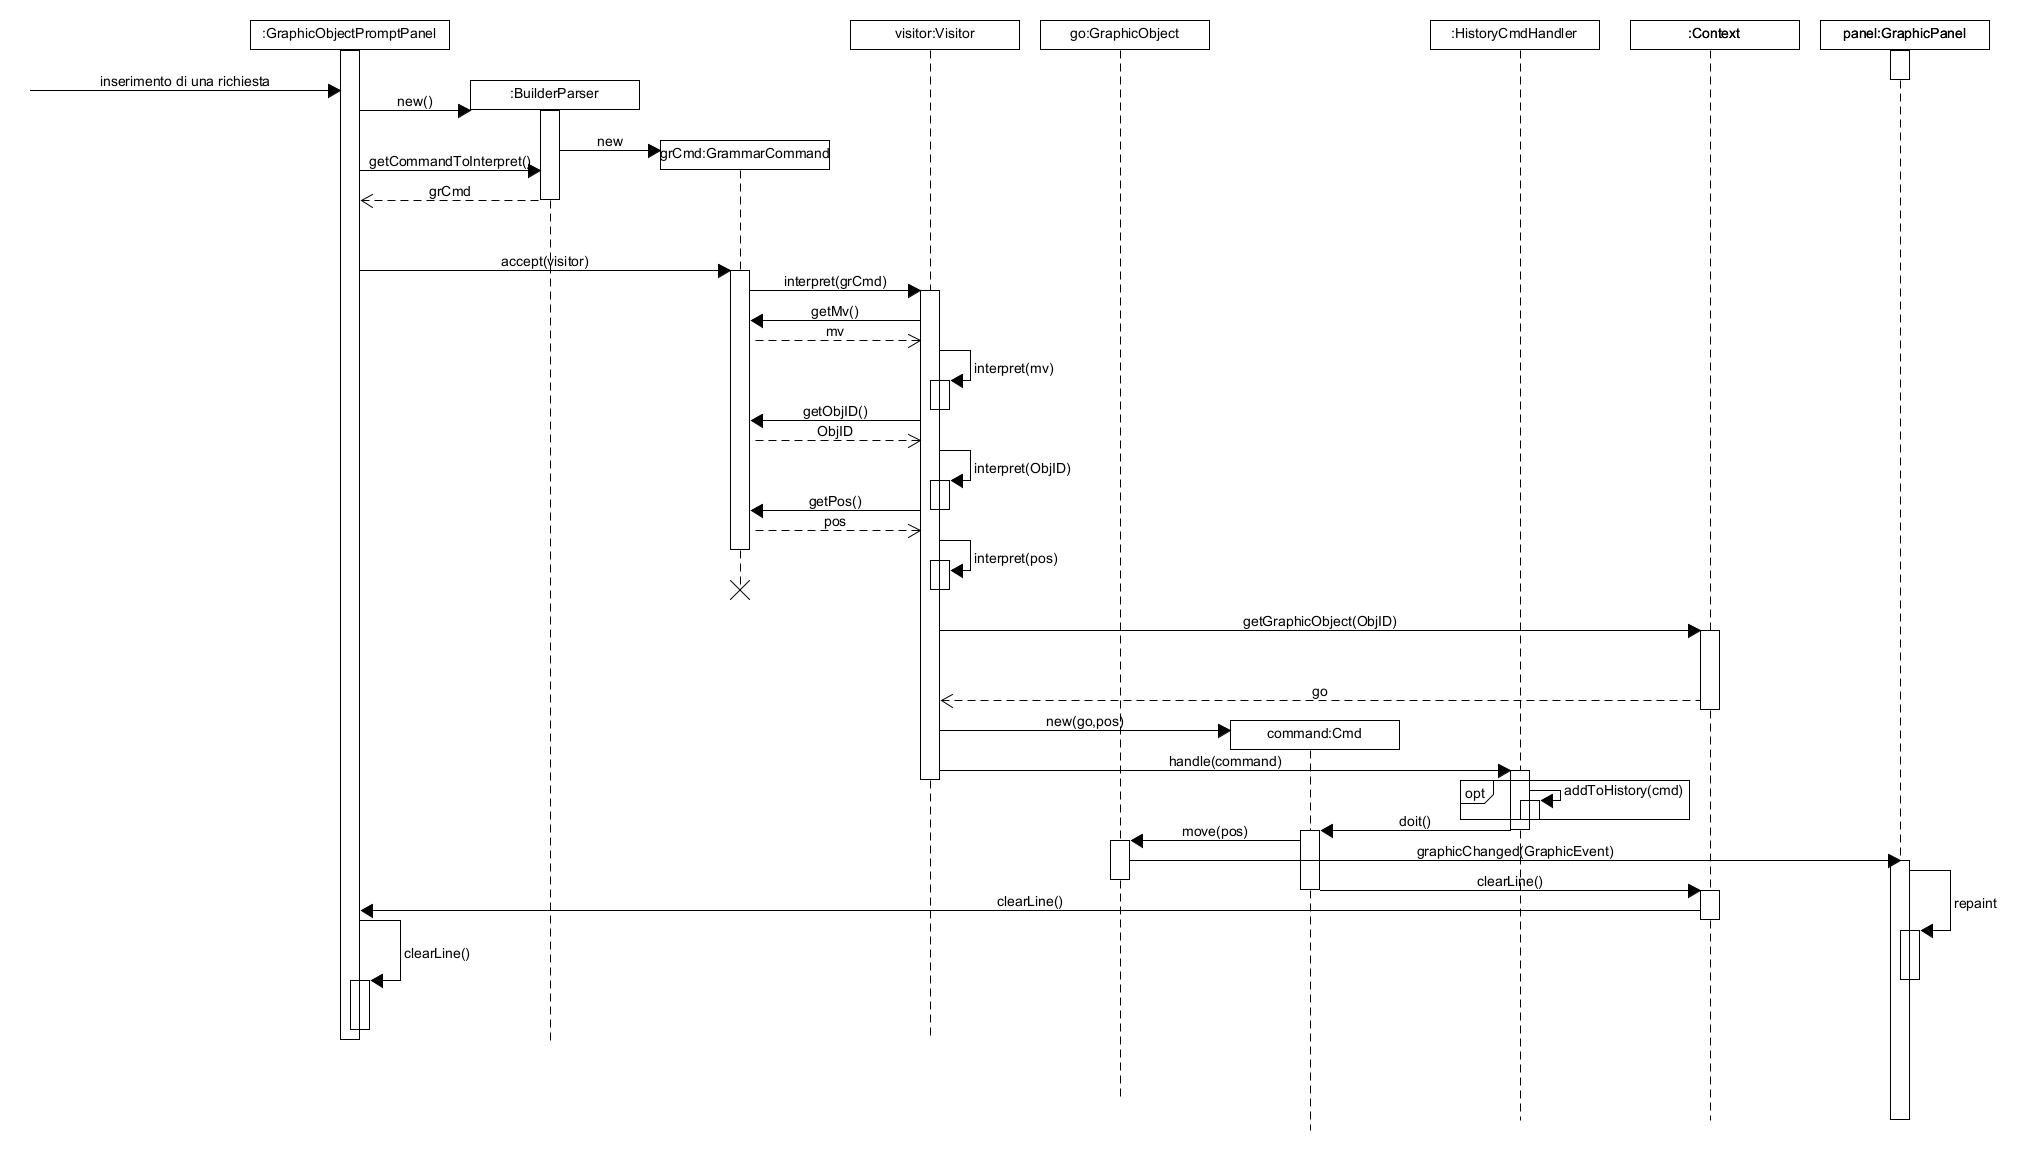 :GraphicObjectPromptPanel
visitor:Visitor
go:GraphicObject
:HistoryCmdHandler
:Context
panel:GraphicPanel
inserimento di una richiesta
:BuilderParser
new()
new
grCmd:GrammarCommand
getCommandToInterpret()
grCmd
accept(visitor)
interpret(grCmd)
getMv()
mv
interpret(mv)
getObjID()
ObjID
interpret(ObjID)
getPos()
pos
interpret(pos)
getGraphicObject(ObjID)
go
new(go,pos)
command:Cmd
handle(command)
opt
addToHistory(cmd)
doit()
move(pos)
graphicChanged(GraphicEvent)
clearLine()
clearLine()
repaint
clearLine()